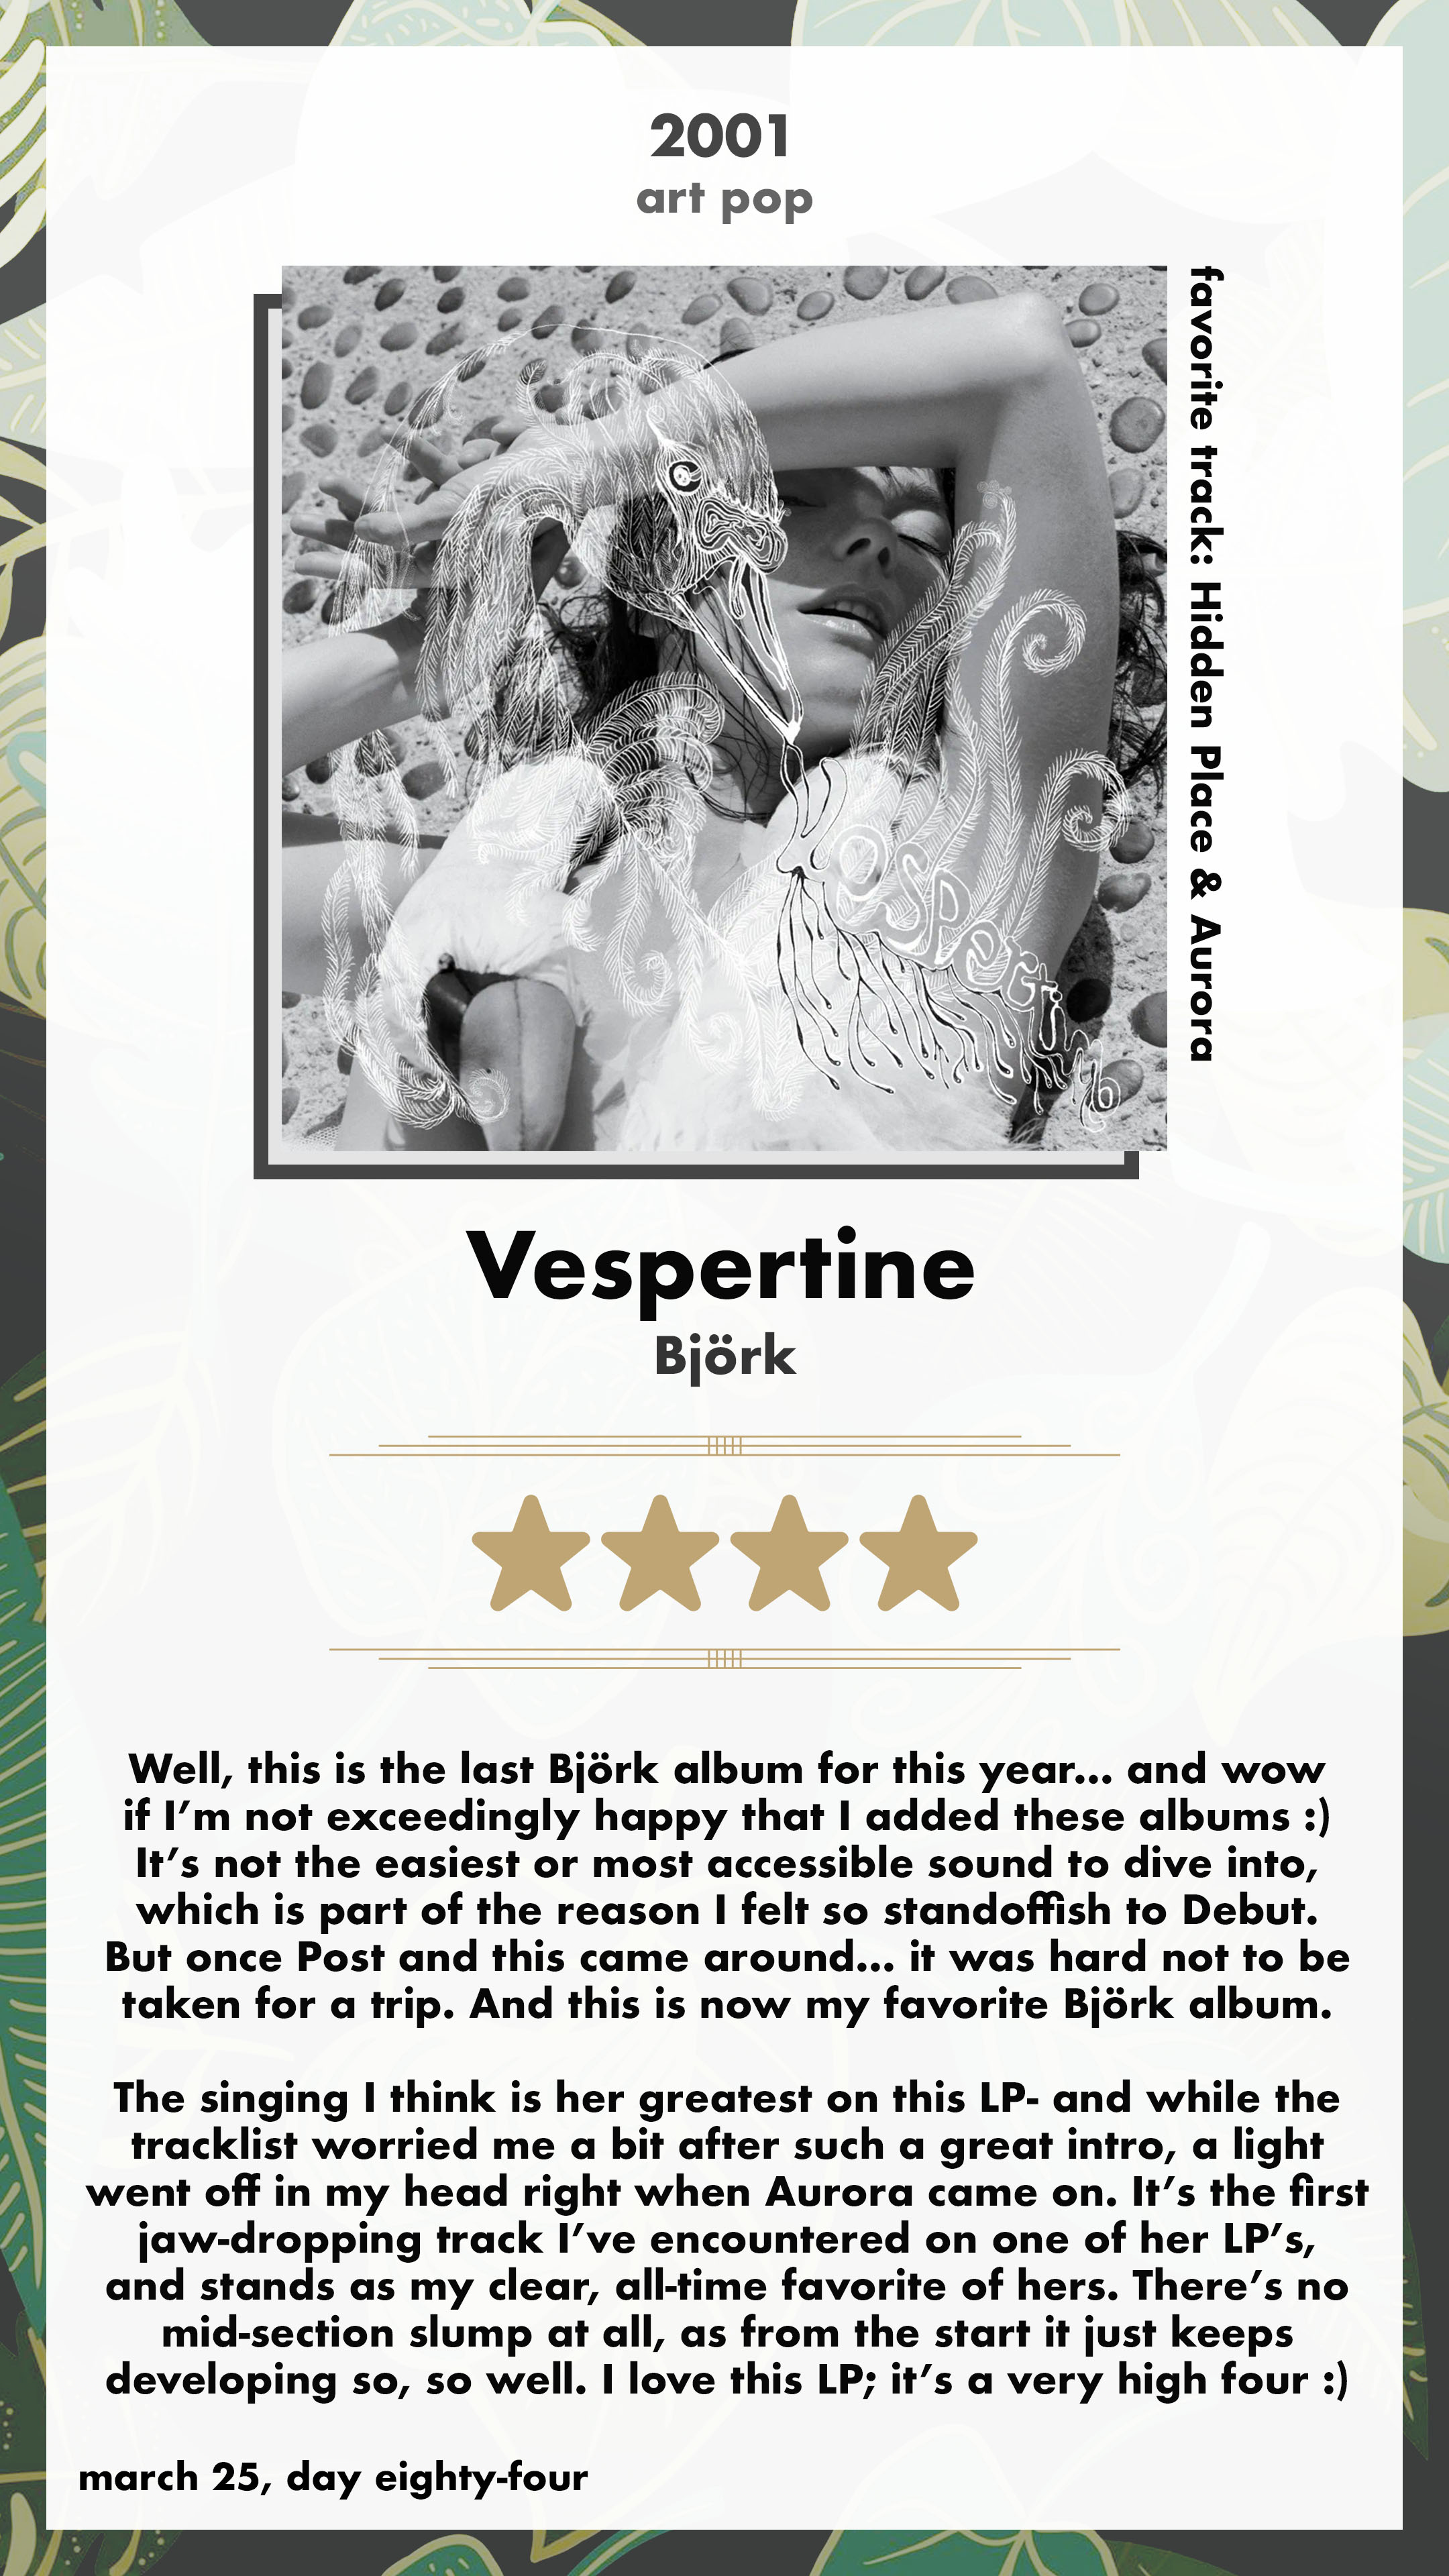 2001
art pop
favorite track: Hidden Place & Aurora
vespertine
Vespertine
Björk
Well, this is the last Björk album for this year... and wow
if I’m not exceedingly happy that I added these albums :)
It’s not the easiest or most accessible sound to dive into,
which is part of the reason I felt so standoffish to Debut.
But once Post and this came around... it was hard not to be
taken for a trip. And this is now my favorite Björk album.
The singing I think is her greatest on this LP- and while the
tracklist worried me a bit after such a great intro, a light
went off in my head right when Aurora came on. It’s the first
jaw-dropping track I’ve encountered on one of her LP’s,
and stands as my clear, all-time favorite of hers. There’s no
mid-section slump at all, as from the start it just keeps
developing so, so well. I love this LP; it’s a very high four :)
march 25, day eighty-four